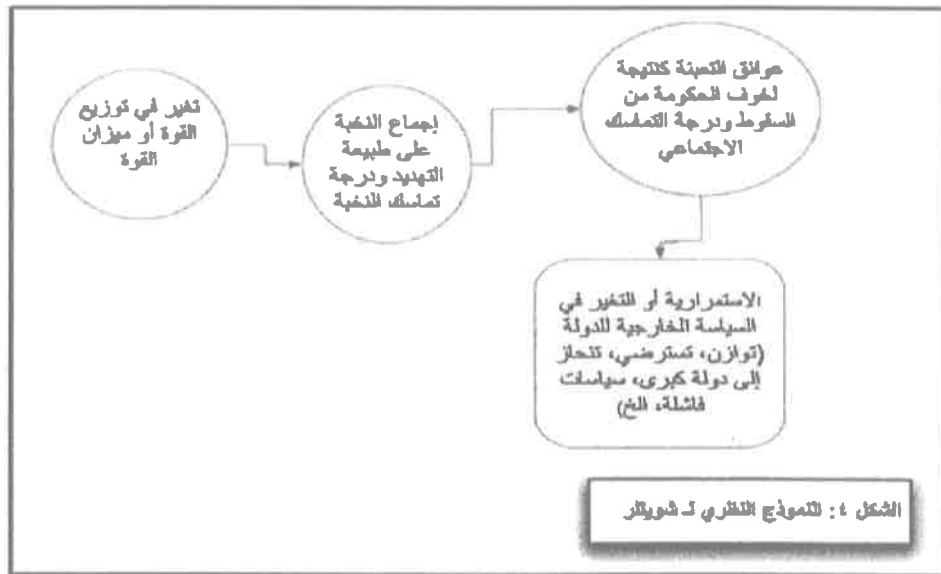 تغير في توزيع
القوة أو ميزان
القوة
إجماع النخبة
على طبيعة
التهديد ودرجة
تماسك النخبة
عوائق التعبئة كنتيجة
لخوف الحكومة من
السقوط ودرجة التماسك
الاجتماعي
الاستمرارية أو التغير في
السياسة الخارجية للدولة
(توازن، تسترضي، تنحاز
إلى دولة كبرى، سياسات
فاشلة، الخ)
الشكل ٤: النموذج النظري لـ شويللر